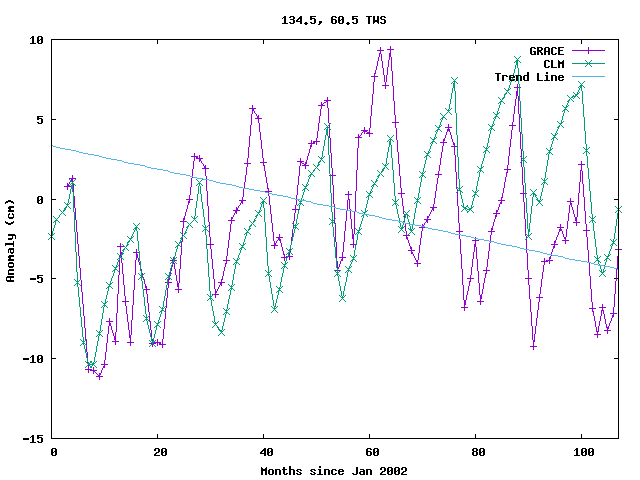 134.5, 60.5 TWS
GRACE
CLM
Trend Line
10
5
0
-5
-10
-15
Anomaly (cm)
0 20 40 60 80 100
Months since Jan 2002